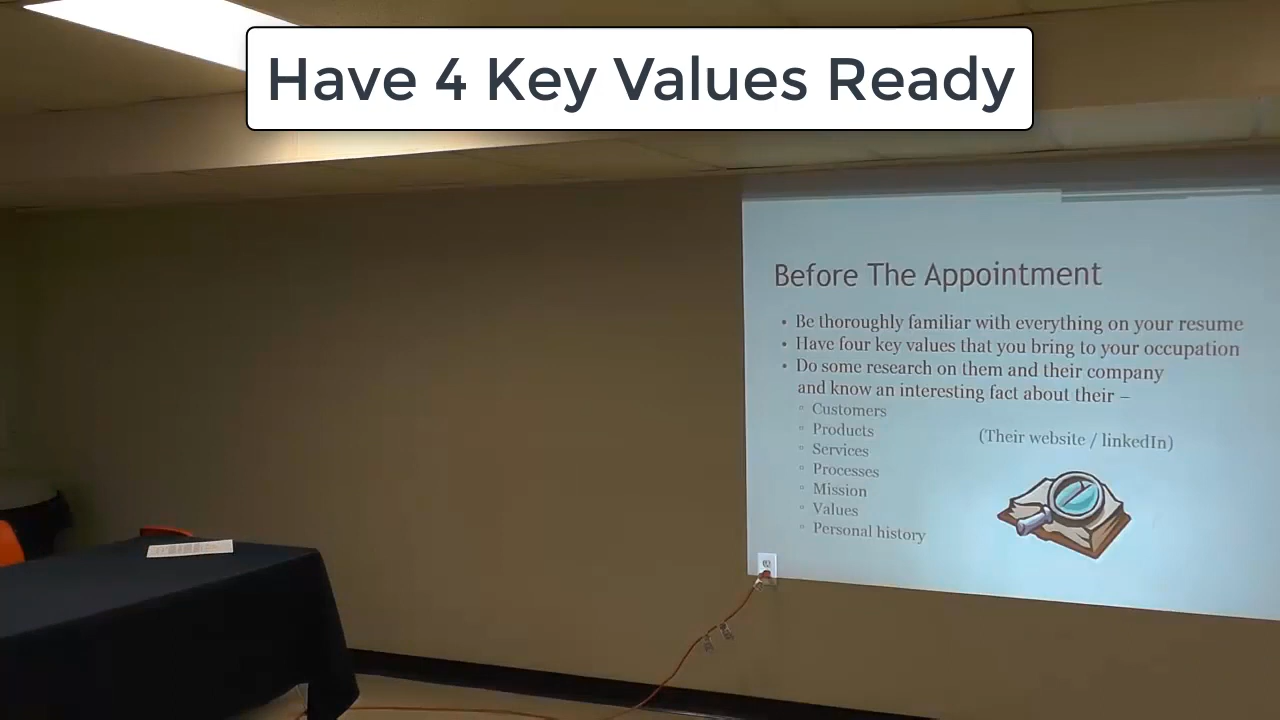 Have 4 Key Values Ready
Before The Appointment
• Be thoroughly familiar with everything on your resume
• Have four key values that you bring to your occupation
• Do some research on them and their company
and know an interesting fact about their –
▫ Customers
▫ Products
(Their website / linkedIn)
▫ Services
▫ Processes
▫ Mission
▫ Values
▫ Personal history